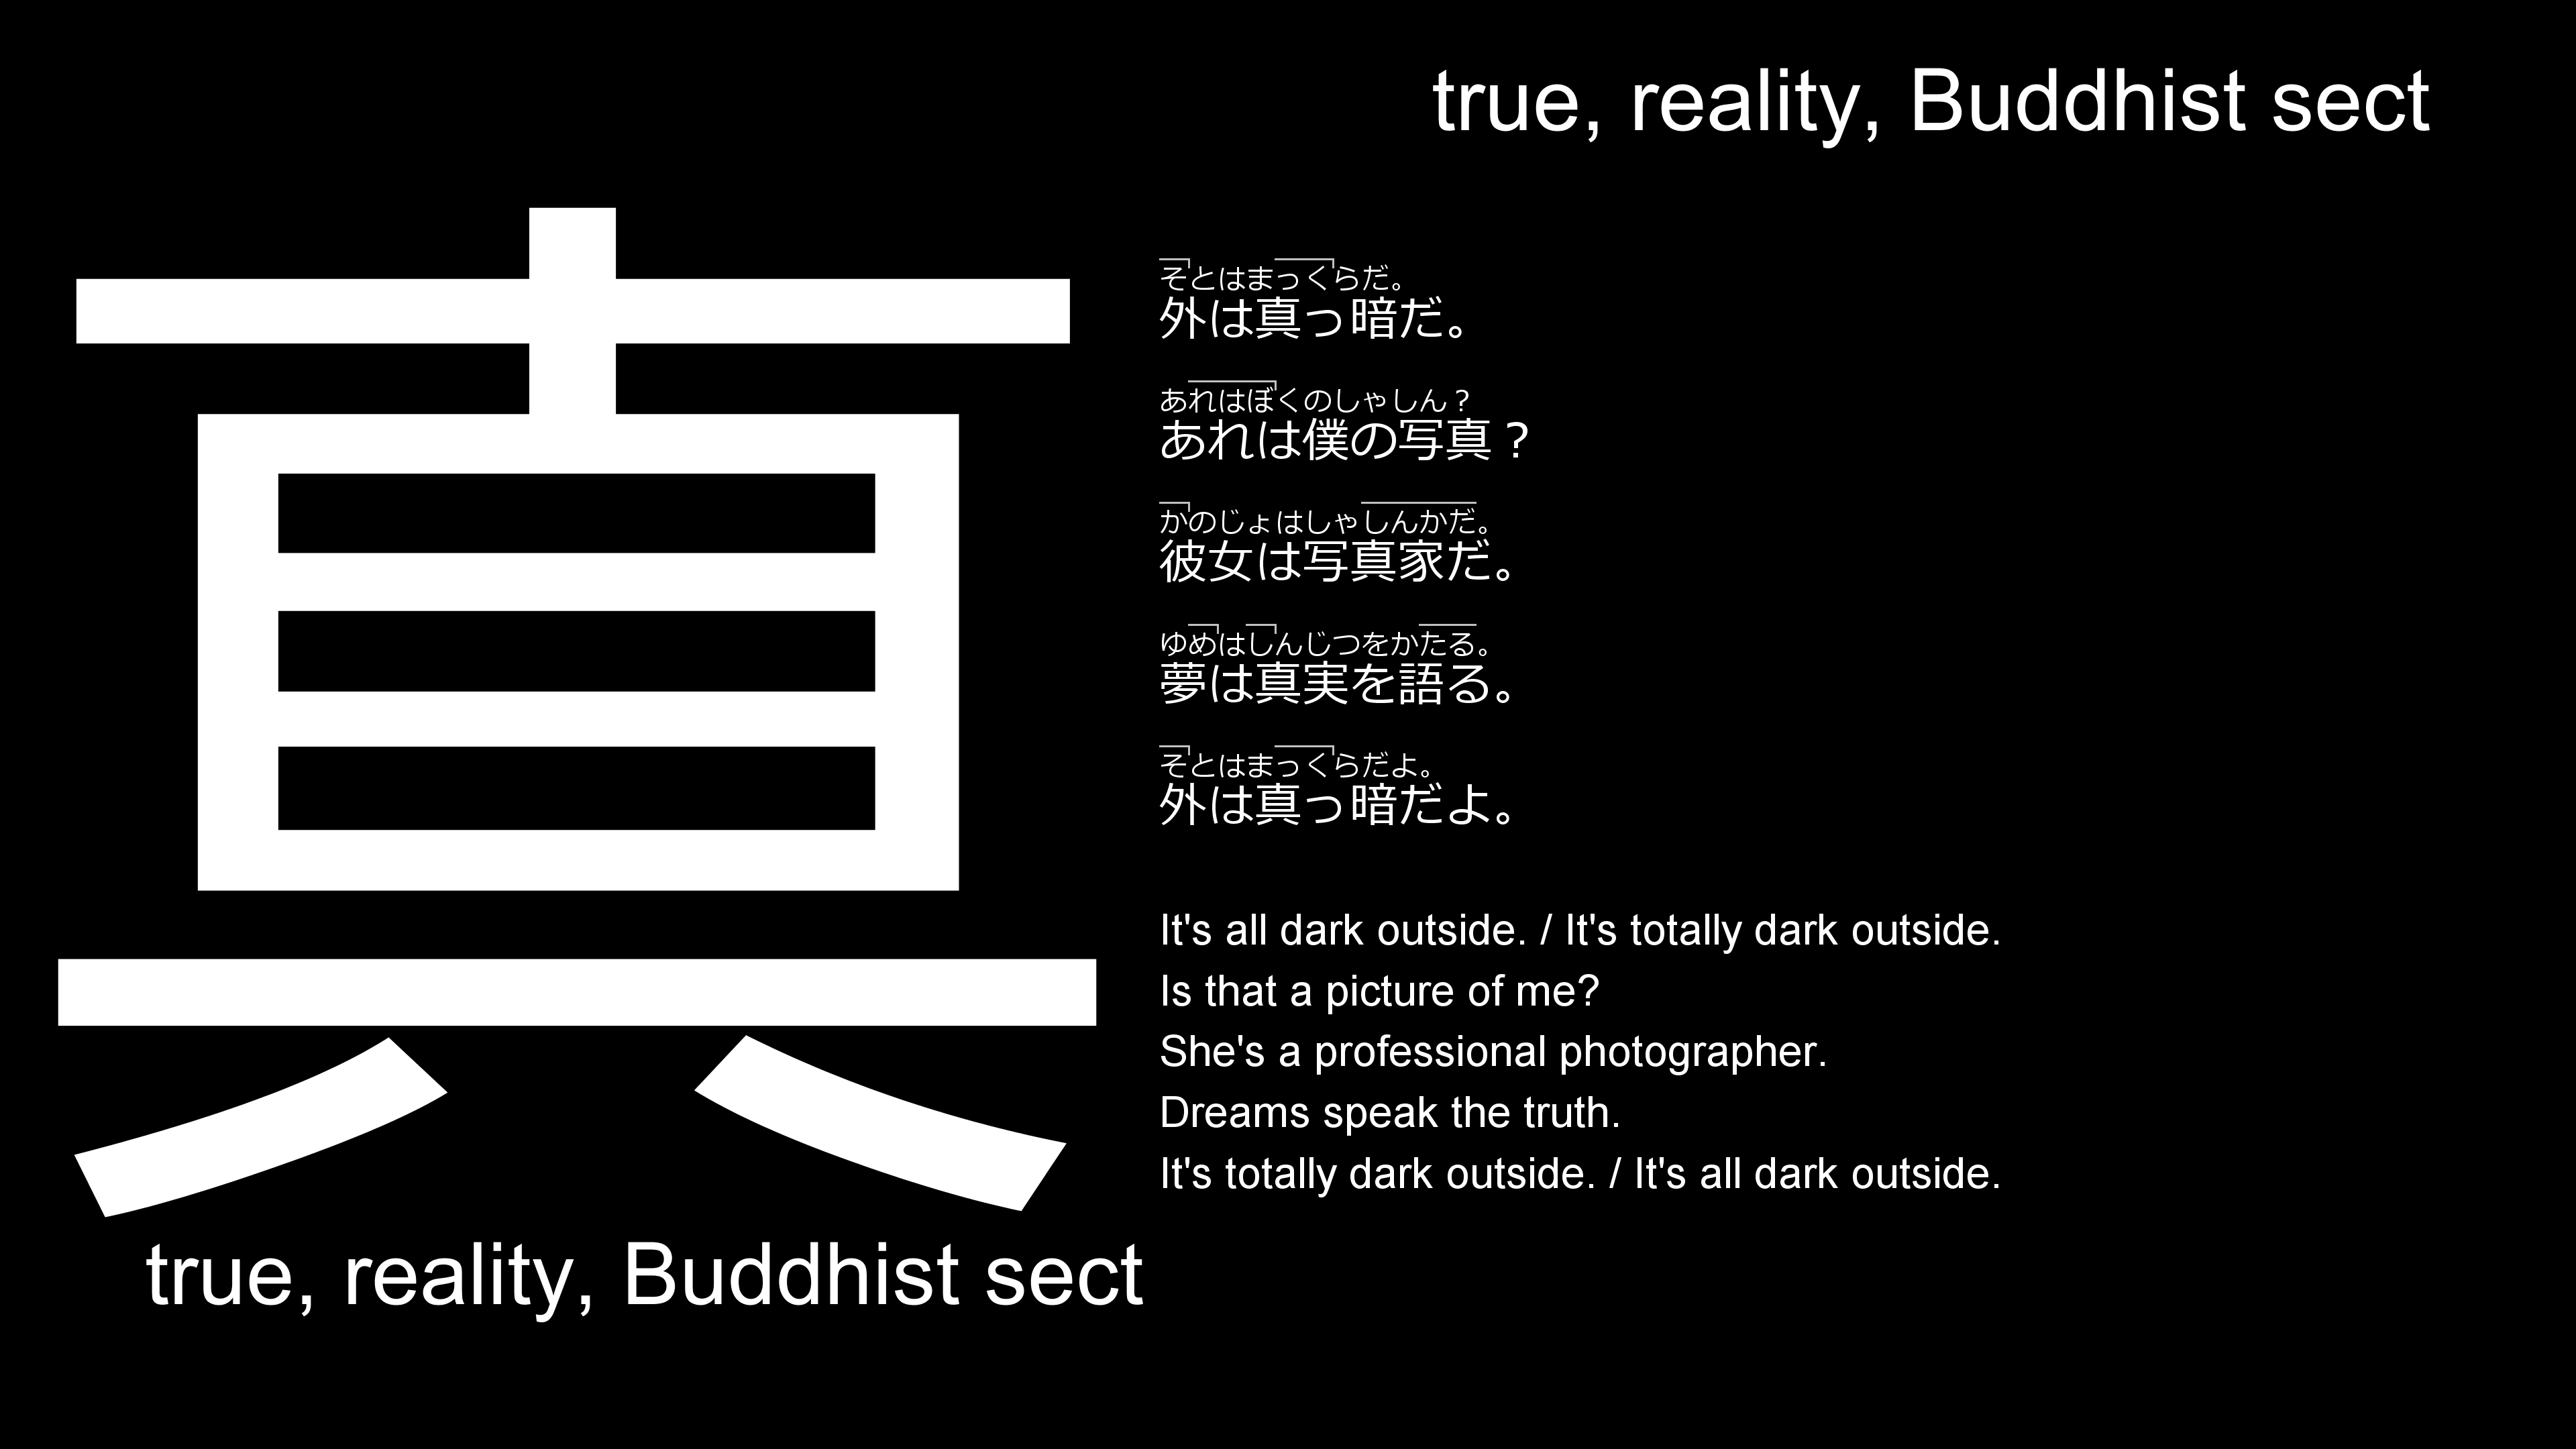 true, reality, Buddhist sect
真
そとはまっくらだ。
外は真っ暗だ。
あれはぼくのしゃしん？
あれは僕の写真？
かのじょはしゃしんかだ。
彼女は写真家だ。
ゆめはしんじつをかたる。
夢は真実を語る。
そとはまっくらだよ。
外は真っ暗だよ。
It's all dark outside. / It's totally dark outside.
Is that a picture of me?
She's a professional photographer.
Dreams speak the truth.
It's totally dark outside. / It's all dark outside.
true, reality, Buddhist sect